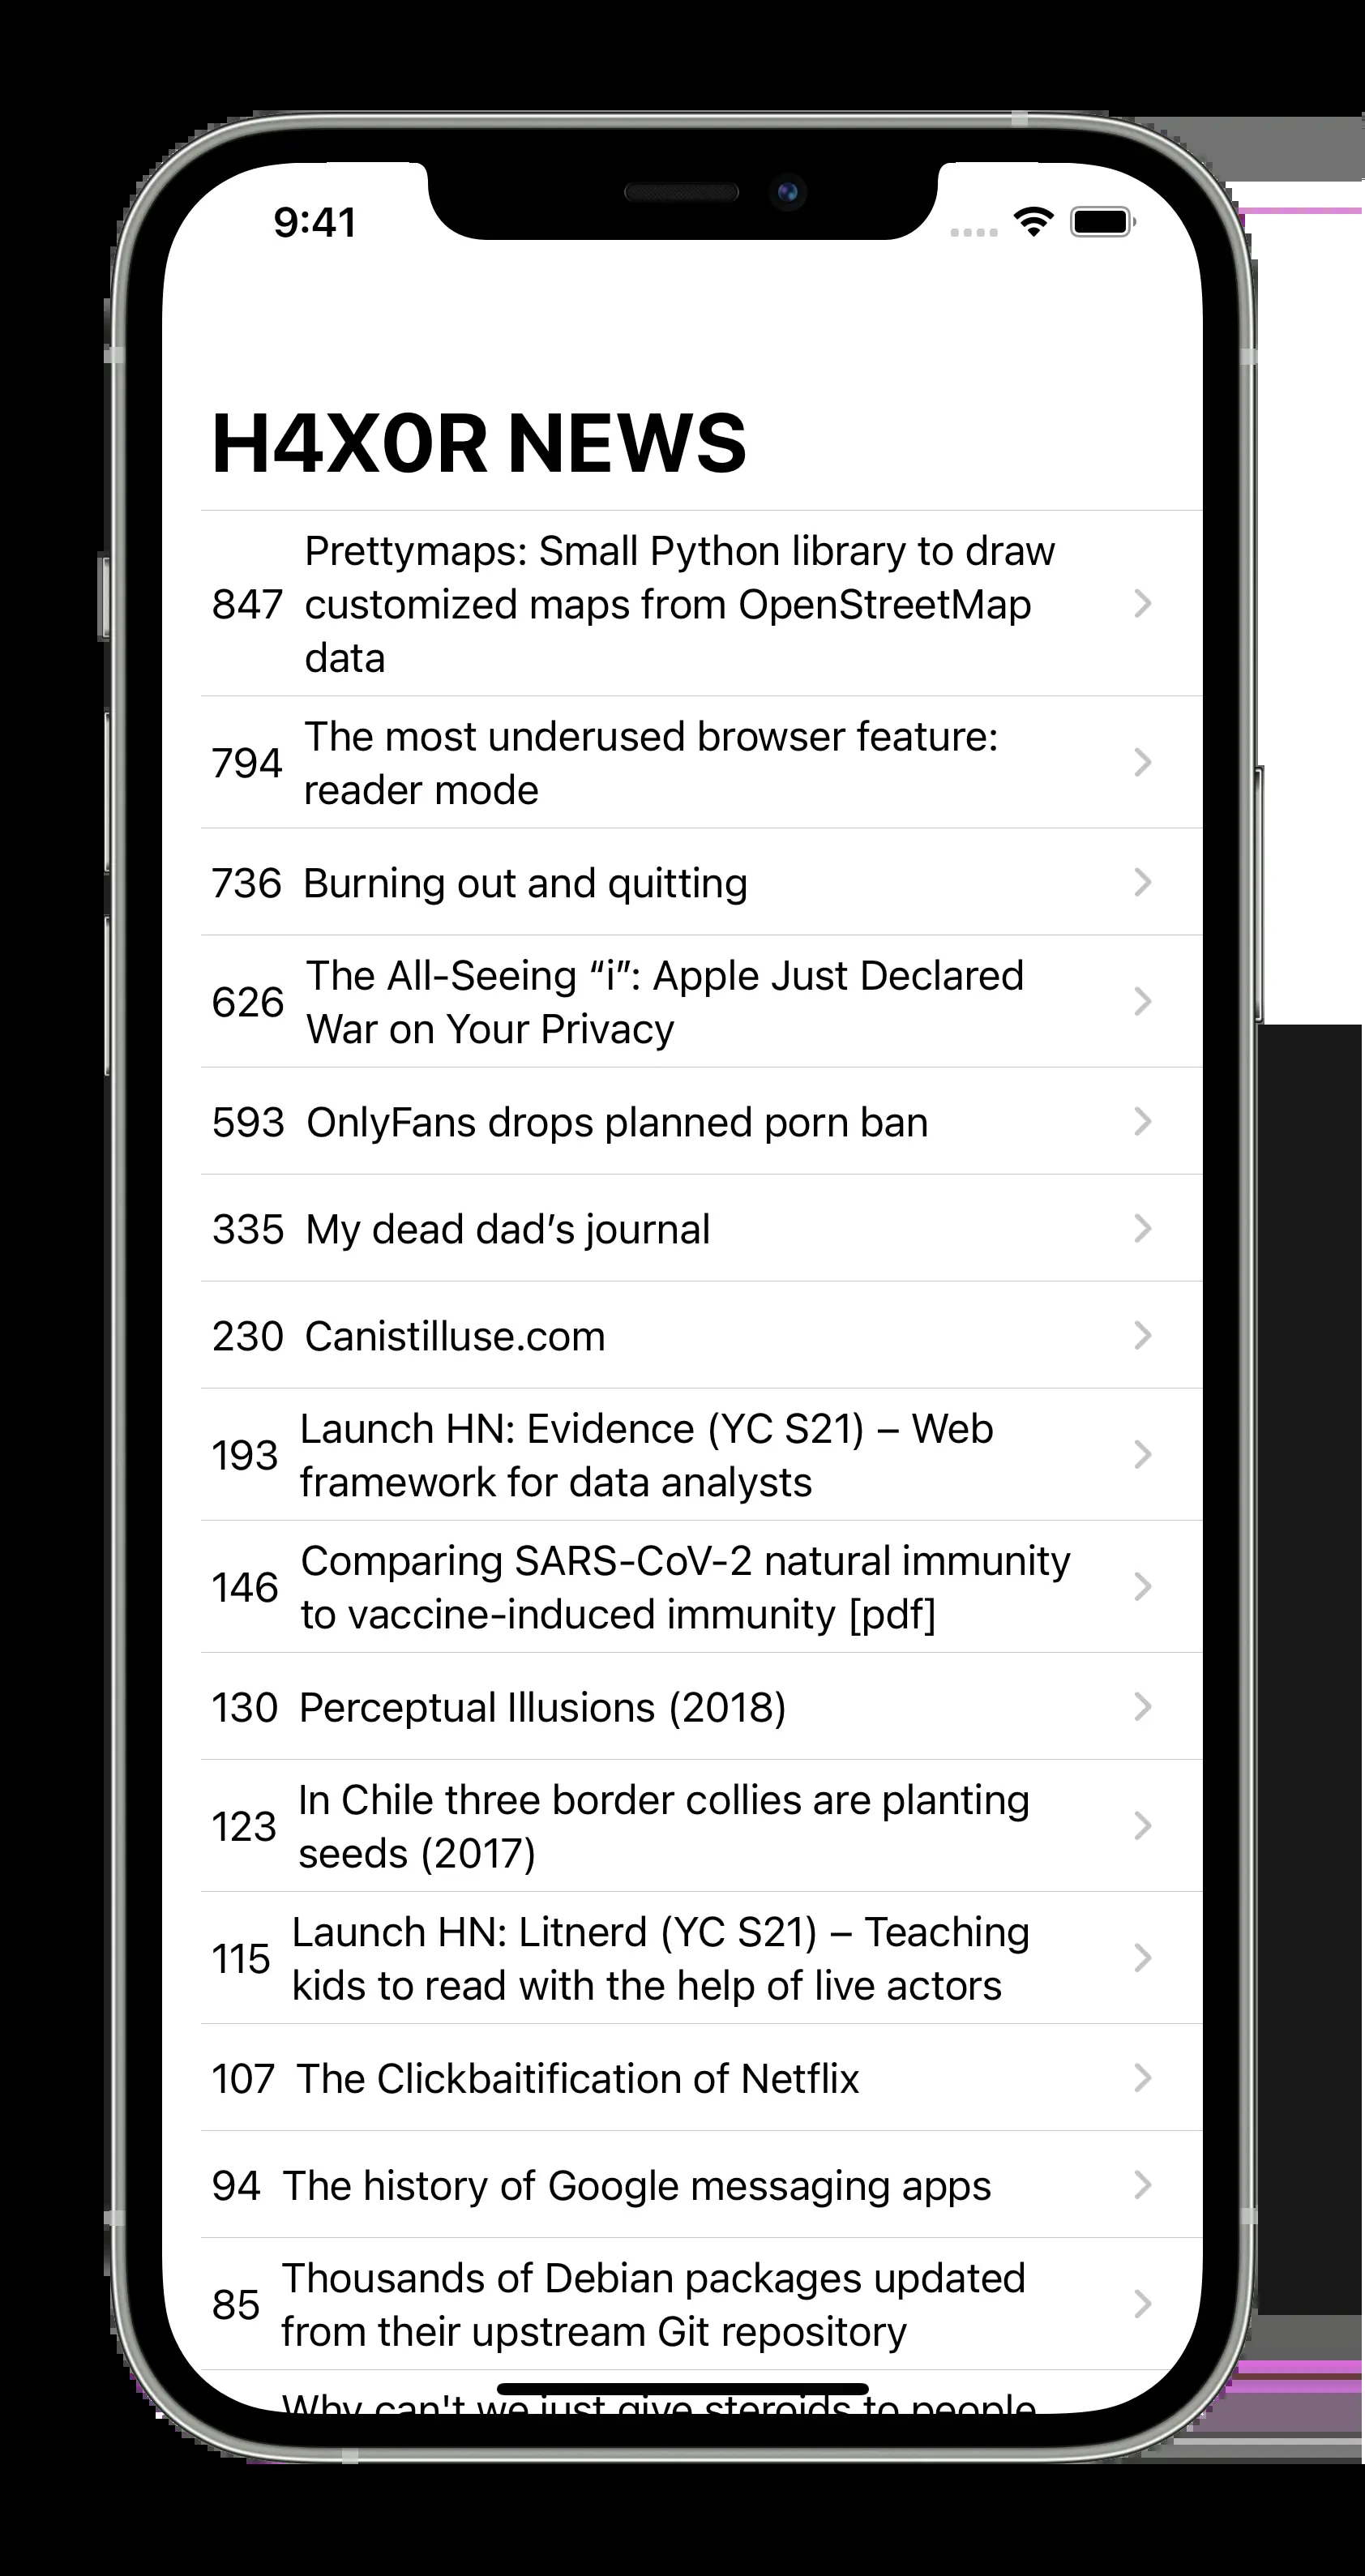 9:41
H4X0R NEWS
Prettymaps: Small Python library to draw
847 customized maps from OpenStreetMap
data
The most underused browser feature:
794
reader mode
736 Burning out and quitting
The All-Seeing “i”: Apple Just Declared
626
War on Your Privacy
593 OnlyFans drops planned porn ban
335 My dead dad’s journal
230 Canistilluse.com
Launch HN: Evidence (YC S21) – Web
193
framework for data analysts
Comparing SARS-CoV-2 natural immunity
146
to vaccine-induced immunity [pdf]
130 Perceptual Illusions (2018)
In Chile three border collies are planting
123
seeds (2017)
Launch HN: Litnerd (YC S21) – Teaching
115
kids to read with the help of live actors
107 The Clickbaitification of Netflix
94 The history of Google messaging apps
Thousands of Debian packages updated
85
from their upstream Git repository
Why can't we just give steroids to people